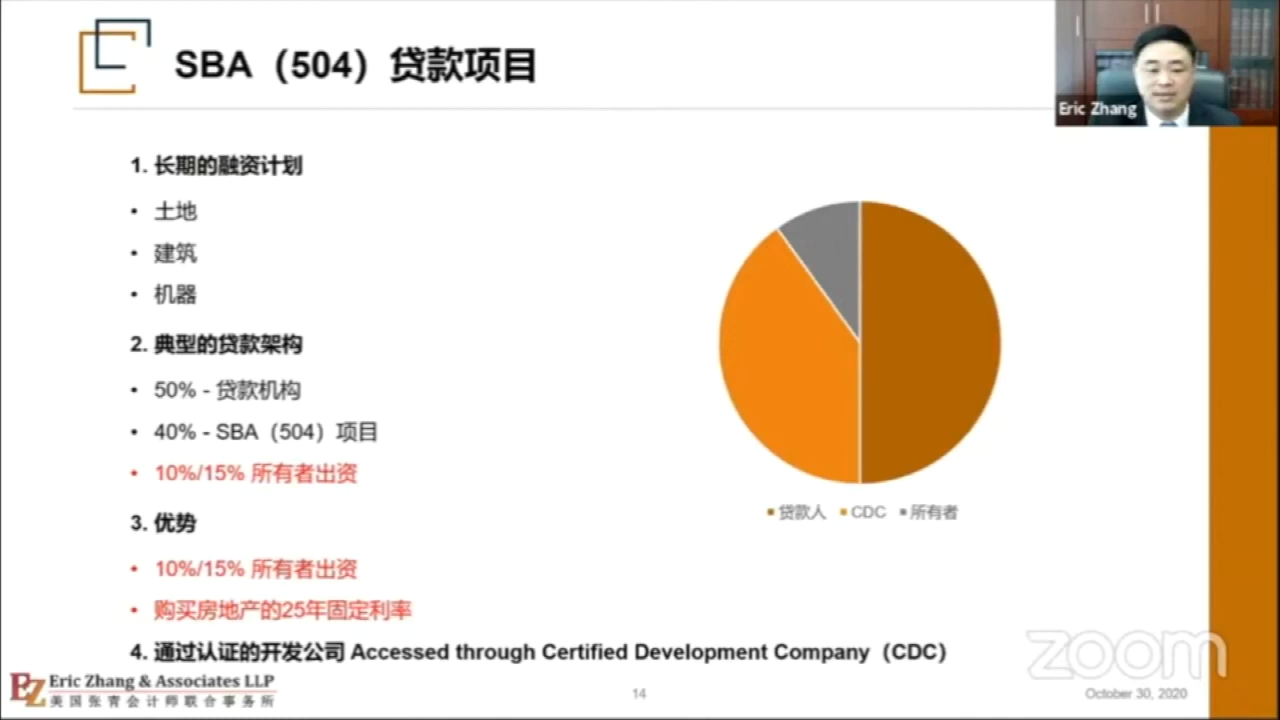 SBA（504）贷款项目
Eric Zhang
1. 长期的融资计划
• 土地
• 建筑
• 机器
2. 典型的贷款架构
• 50% - 贷款机构
• 40% - SBA（504）项目
• 10%/15% 所有者出资
贷款人 CDC 所有者
3. 优势
• 10%/15% 所有者出资
• 购买房地产的25年固定利率
4. 通过认证的开发公司 Accessed through Certified Development Company（CDC）
zoom
EZ Eric Zhang & Associates LLP
美国张青会计师联合事务所
14
October 30, 2020